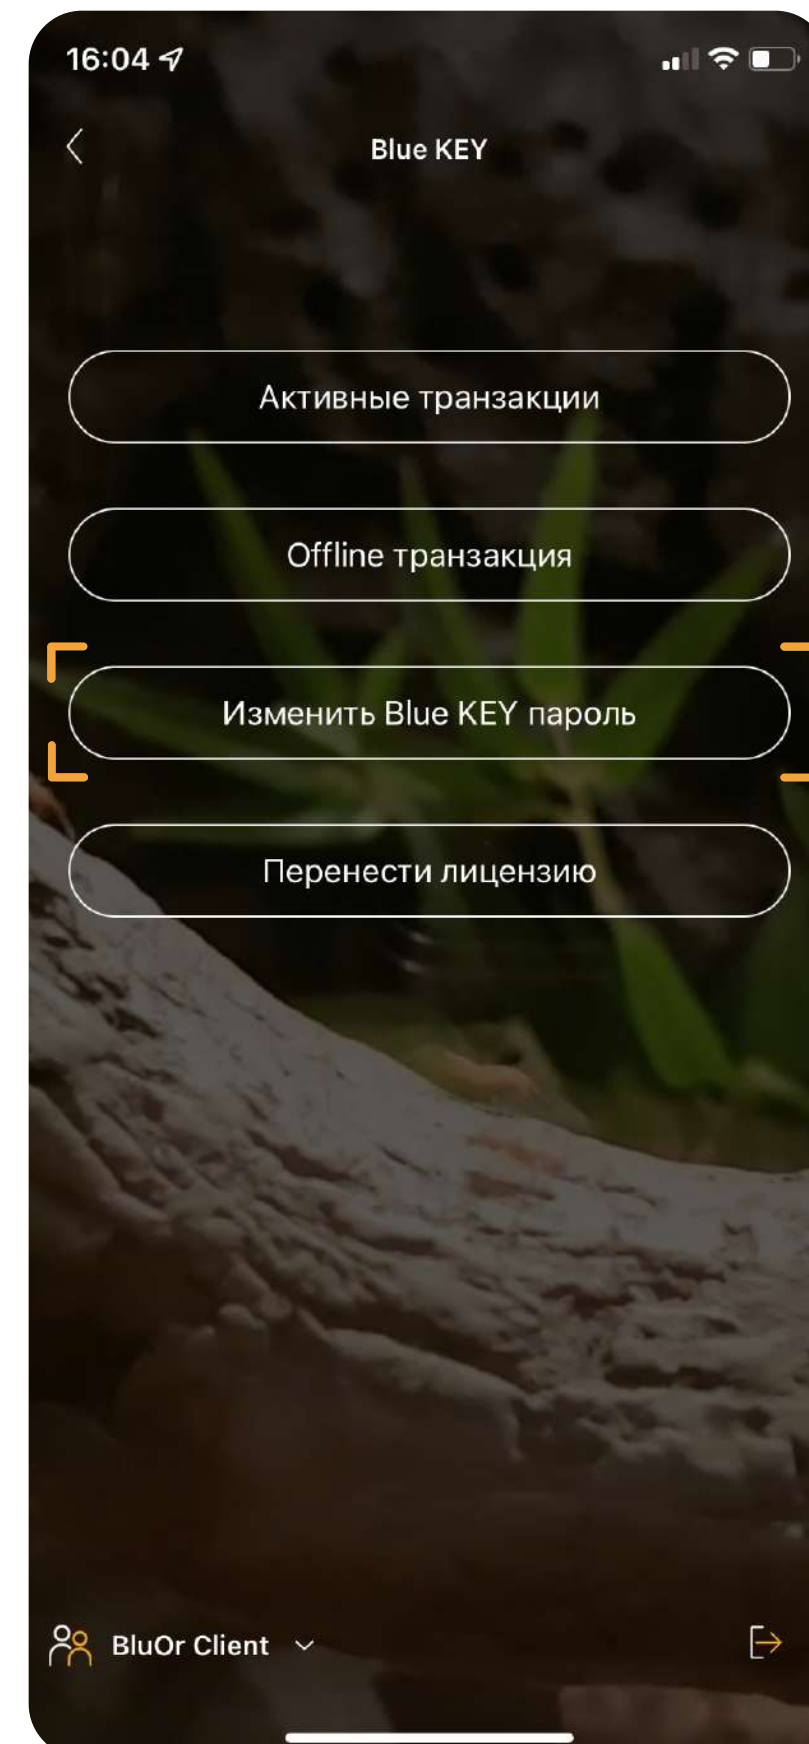 16:04
Blue KEY
Активные транзакции
Offline транзакция
Изменить Blue KEY пароль
Перенести лицензию
BluOr Client